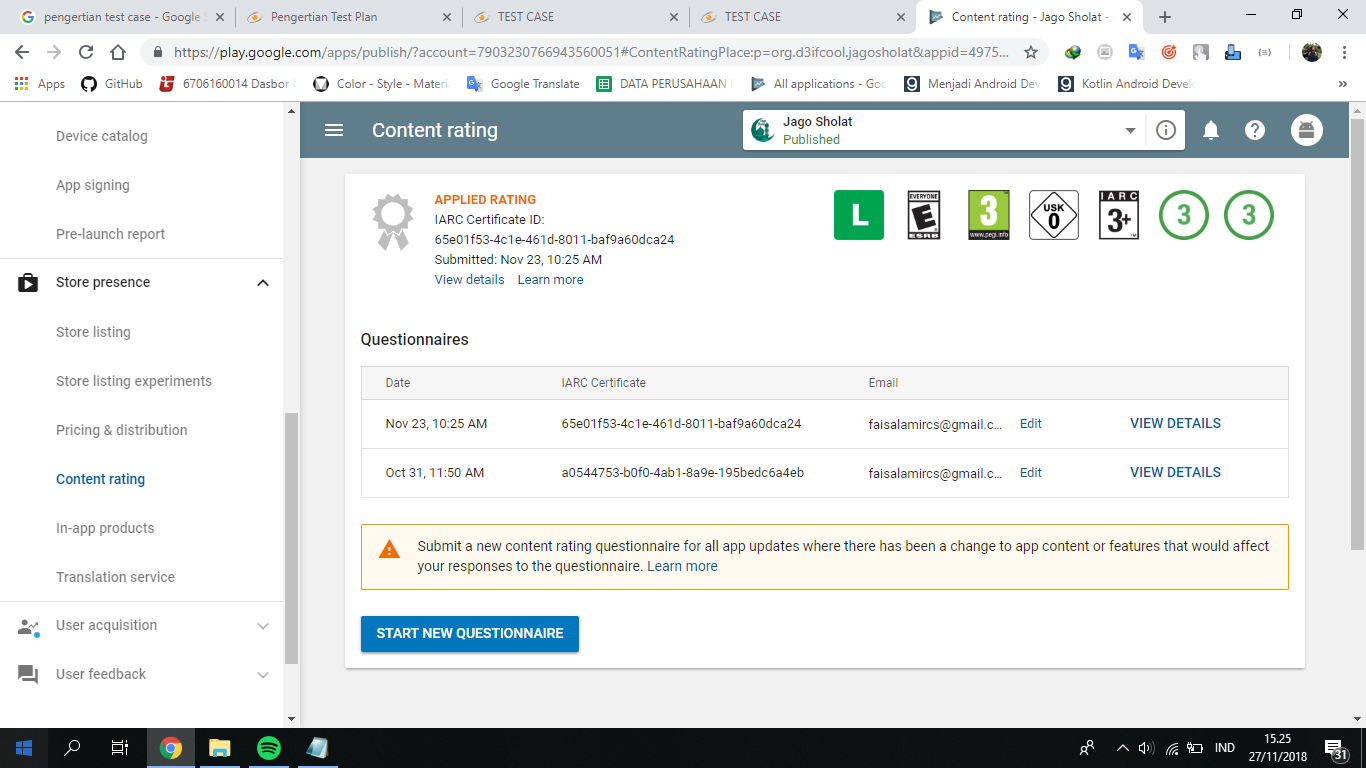 pengertian test case - Google S
Pengertian Test Plan
TEST CASE
TEST CASE
Content rating - Jago Sholat -
https://play.google.com/apps/publish/?account=7903230766943560051#ContentRatingPlace:p=org.d3ifcool.jagosholat&appid=4975...
Apps
GitHub
6706160014 Dasbor
Color - Style - Materi
Google Translate
DATA PERUSAHAAN
All applications - Goo
Menjadi Android Dev
Kotlin Android Devel
»
Device catalog
App signing
Pre-launch report
Store presence
Store listing
Store listing experiments
Pricing & distribution
Content rating
In-app products
Translation service
User acquisition
User feedback
Content rating
Jago Sholat
Published
APPLIED RATING
IARC Certificate ID:
65e01f53-4c1e-461d-8011-baf9a60dca24
Submitted: Nov 23, 10:25 AM
View details Learn more
L
EVERYONE
E
ESRB
3
www.pegi.info
USK
0
IARC
3+
3
3
Questionnaires
Date IARC Certificate Email
Nov 23, 10:25 AM 65e01f53-4c1e-461d-8011-baf9a60dca24 faisalamircs@gmail.c... Edit VIEW DETAILS
Oct 31, 11:50 AM a0544753-b0f0-4ab1-8a9e-195bedc6a4eb faisalamircs@gmail.c... Edit VIEW DETAILS
Submit a new content rating questionnaire for all app updates where there has been a change to app content or features that would affect
your responses to the questionnaire. Learn more
START NEW QUESTIONNAIRE
IND
15.25
27/11/2018
31